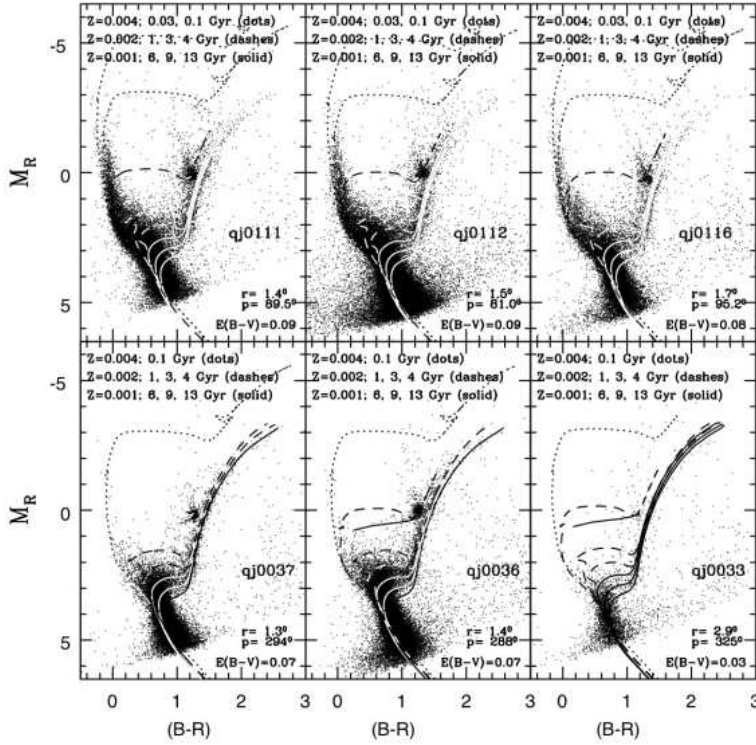 Z=0.004; 0.03, 0.1 Gyr (dots)
Z=0.002; 1, 3, 4 Gyr (dashes)
Z=0.001; 6, 9, 13 Gyr (solid)
qj0111
r= 1.4°
p= 89.5°
E(B-V)=0.09
Z=0.004; 0.03, 0.1 Gyr (dots)
Z=0.002; 1, 3, 4 Gyr (dashes)
Z=0.001; 6, 9, 13 Gyr (solid)
qj0112
r= 1.5°
p= 81.0°
E(B-V)=0.09
Z=0.004; 0.03, 0.1 Gyr (dots)
Z=0.002; 1, 3, 4 Gyr (dashes)
Z=0.001; 6, 9, 13 Gyr (solid)
qj0116
r= 1.7°
p= 95.2°
E(B-V)=0.08
-5
0
5
M_R
Z=0.004; 0.1 Gyr (dots)
Z=0.002; 1, 3, 4 Gyr (dashes)
Z=0.001; 6, 9, 13 Gyr (solid)
qj0037
r= 1.3°
p= 294°
E(B-V)=0.07
Z=0.004; 0.1 Gyr (dots)
Z=0.002; 1, 3, 4 Gyr (dashes)
Z=0.001; 6, 9, 13 Gyr (solid)
qj0036
r= 1.4°
p= 288°
E(B-V)=0.07
Z=0.004; 0.1 Gyr (dots)
Z=0.002; 1, 3, 4 Gyr (dashes)
Z=0.001; 6, 9, 13 Gyr (solid)
qj0033
r= 2.9°
p= 325°
E(B-V)=0.03
-5
0
5
M_R
0 1 2 0 1 2 0 1 2 3
(B-R) (B-R) (B-R)